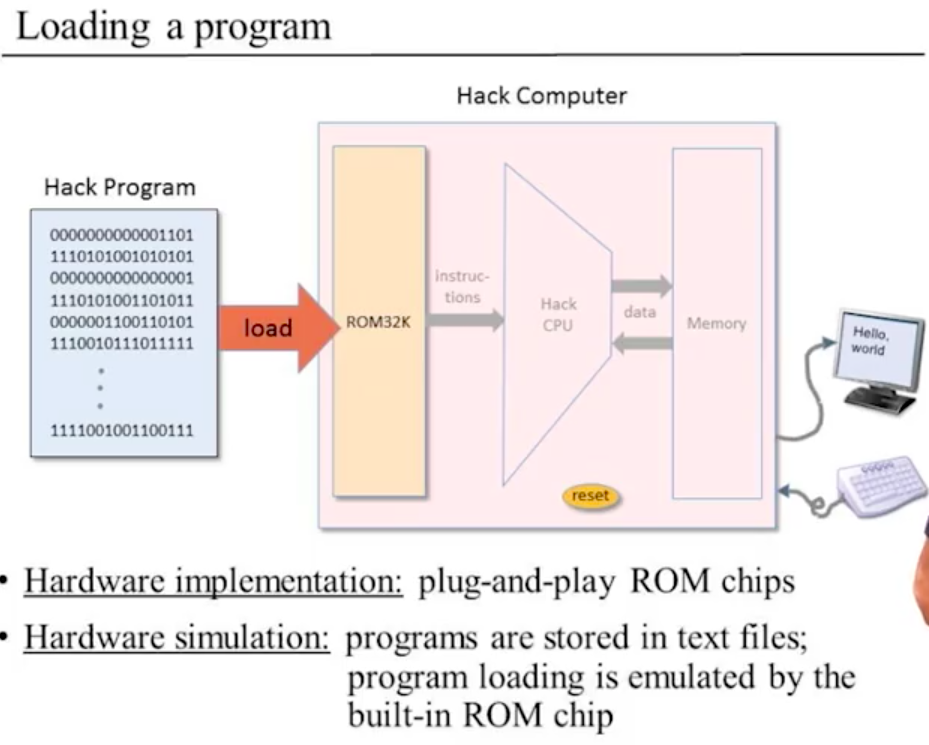 Loading a program
Hack Computer
Hack Program
0000000000001101
1110101001010101
0000000000000001
1110101001101011
0000001100110101
1110010111011111
1111001001100111
load
ROM32K
instruc-
tions
Hack
CPU
data
Memory
reset
Hello,
world
• Hardware implementation: plug-and-play ROM chips
• Hardware simulation: programs are stored in text files;
program loading is emulated by the
built-in ROM chip